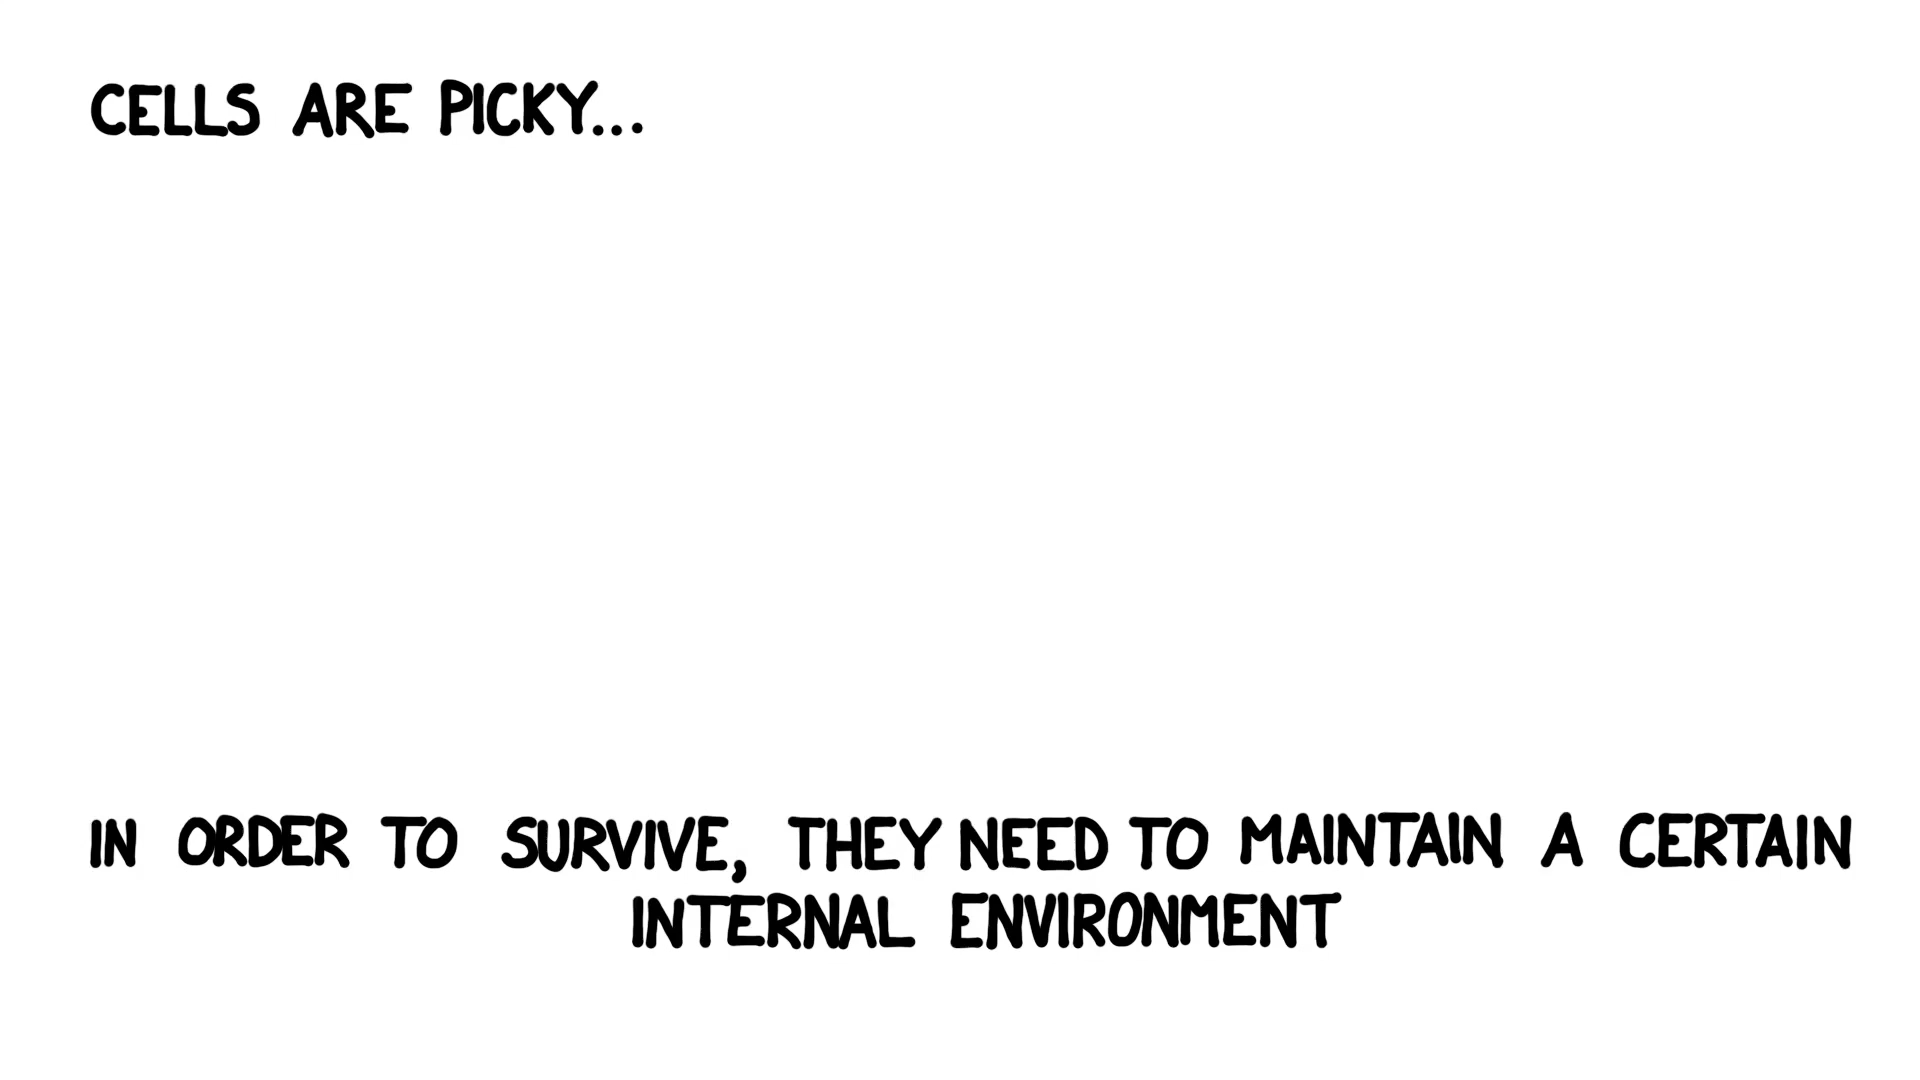 CELLS ARE PICKY...
IN ORDER TO SURVIVE, THEY NEED TO MAINTAIN A CERTAIN
INTERNAL ENVIRONMENT